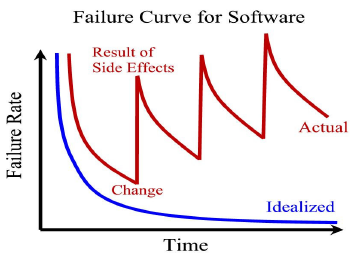 Failure Curve for Software
Result of
Side Effects
Failure Rate
Actual
Change
Idealized
Time